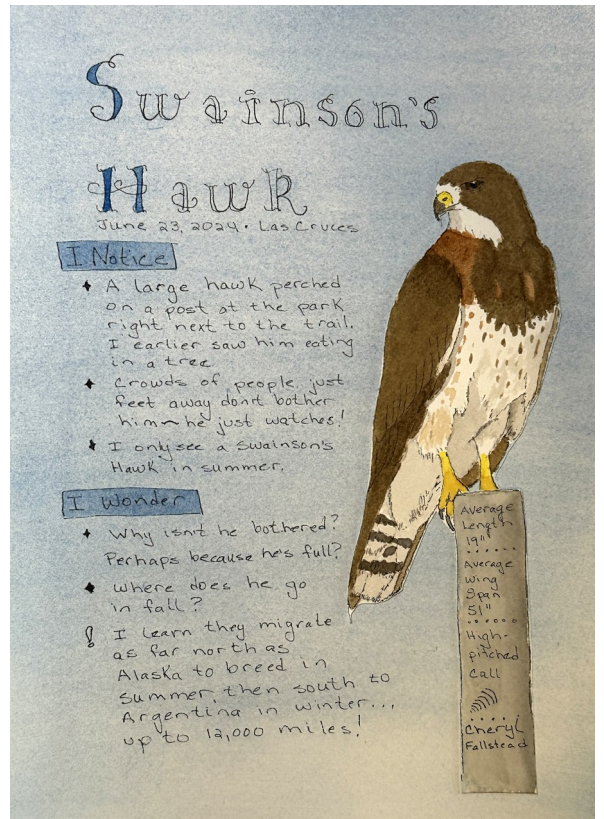 Swainson's
Hawk
June 23, 2024 • Las Cruces
I Notice
A large hawk perched
on a post at the park
right next to the trail.
I earlier saw him eating
in a tree
Crowds of people just
feet away don't bother
him~he just watches!
I only see a Swainson's
Hawk in summer.
I Wonder
Why isn't he bothered?
Perhaps because he's full?
Where does he go
in fall?
! I learn they migrate
as far north as
Alaska to breed in
summer, then south to
Argentina in winter...
up to 12,000 miles!
Average
Length
19"
Average
Wing
Span
51"
High-
pitched
Call
Cheryl
Fallstead